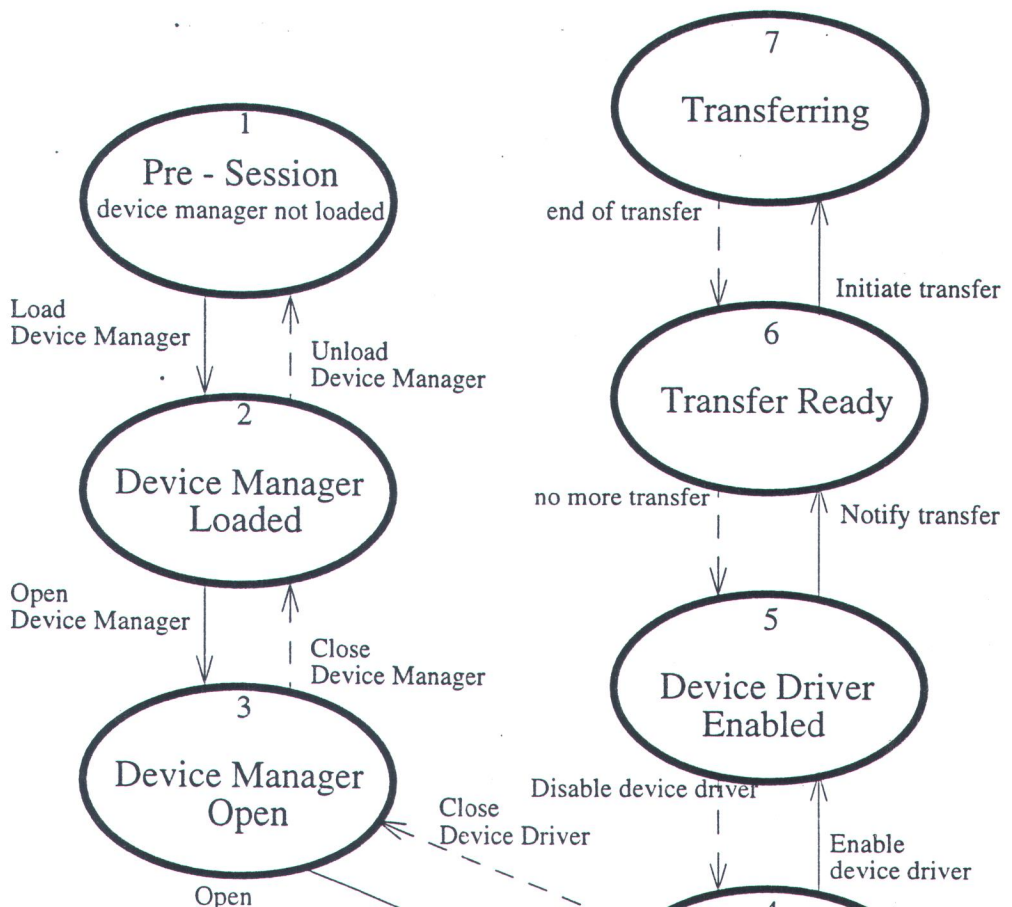 1
Pre - Session
device manager not loaded
Load
Device Manager
Unload
Device Manager
2
Device Manager
Loaded
Open
Device Manager
Close
Device Manager
3
Device Manager
Open
Open
Close
Device Driver
7
Transferring
end of transfer
Initiate transfer
6
Transfer Ready
no more transfer
Notify transfer
5
Device Driver
Enabled
Disable device driver
Enable
device driver
4